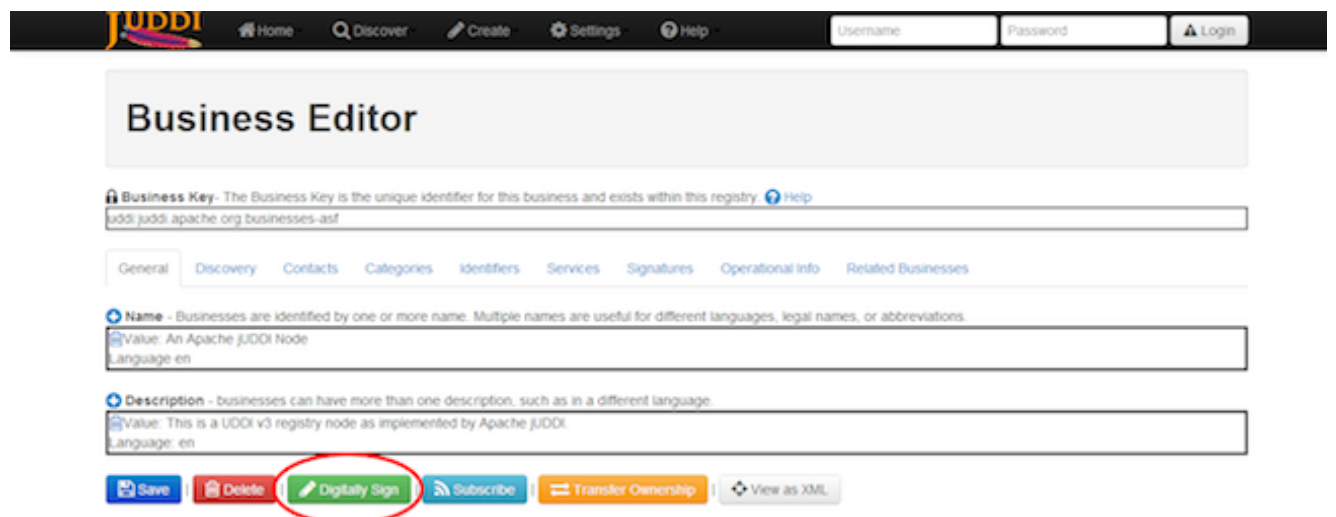 jUDDI Home Discover Create Settings Help Username Password Login
Business Editor
Business Key- The Business Key is the unique identifier for this business and exists within this registry. Help
uddi:juddi.apache.org:businesses-asf
General Discovery Contacts Categories Identifiers Services Signatures Operational Info Related Businesses
Name - Businesses are identified by one or more name. Multiple names are useful for different languages, legal names, or abbreviations.
Value: An Apache jUDDI Node
Language en
Description - businesses can have more than one description, such as in a different language.
Value: This is a UDDI v3 registry node as implemented by Apache jUDDI.
Language: en
Save | Delete | Digitally Sign | Subscribe | Transfer Ownership | View as XML